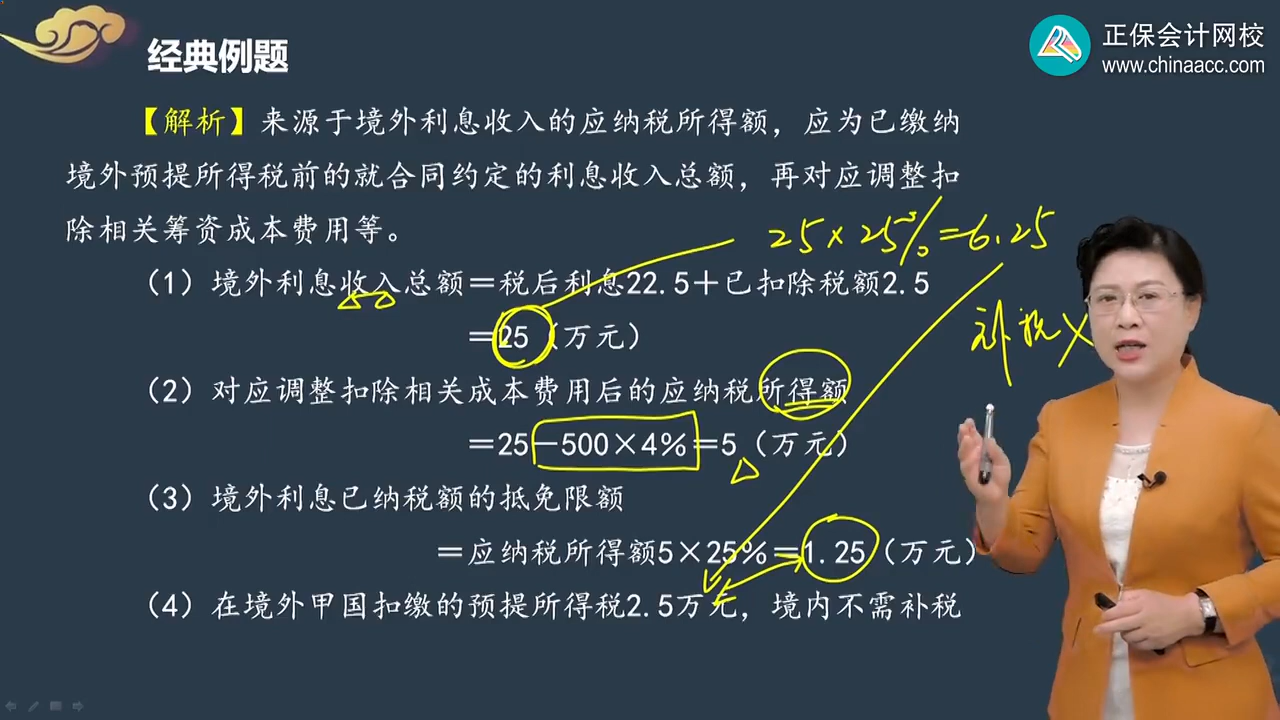 经典例题
正保会计网校
www.chinaacc.com
【解析】来源于境外利息收入的应纳税所得额，应为已缴纳
境外预提所得税前的就合同约定的利息收入总额，再对应调整扣
除相关筹资成本费用等。
25×25%=6.25
（1）境外利息收入总额＝税后利息22.5＋已扣除税额2.5
＝25（万元）
补税×
（2）对应调整扣除相关成本费用后的应纳税所得额
＝25－500×4%＝5（万元）
（3）境外利息已纳税额的抵免限额
＝应纳税所得额5×25%＝1.25（万元）
（4）在境外甲国扣缴的预提所得税2.5万元，境内不需补税